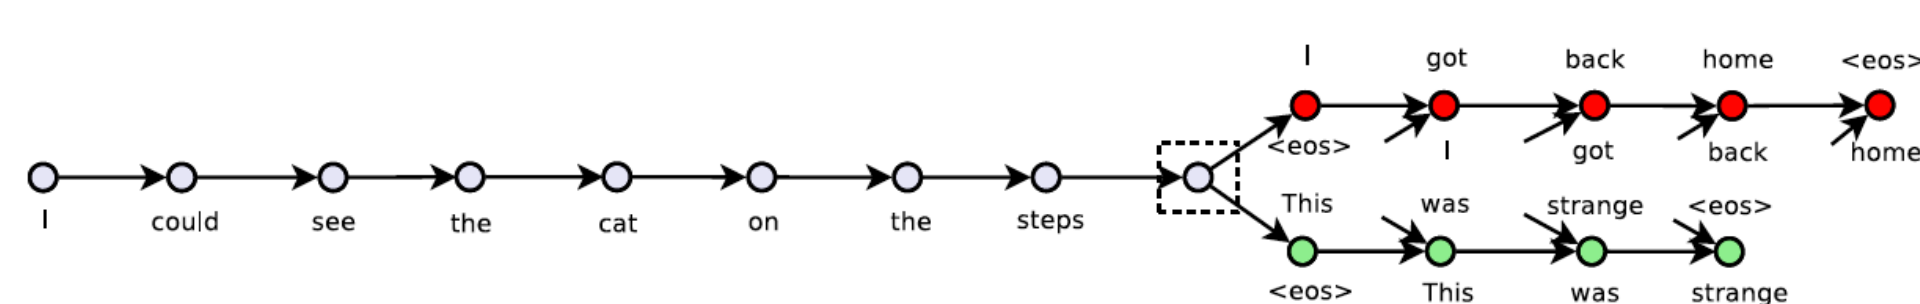 I got back home <eos>
<eos> I got back home
I could see the cat on the steps
This was strange <eos>
<eos> This was strange